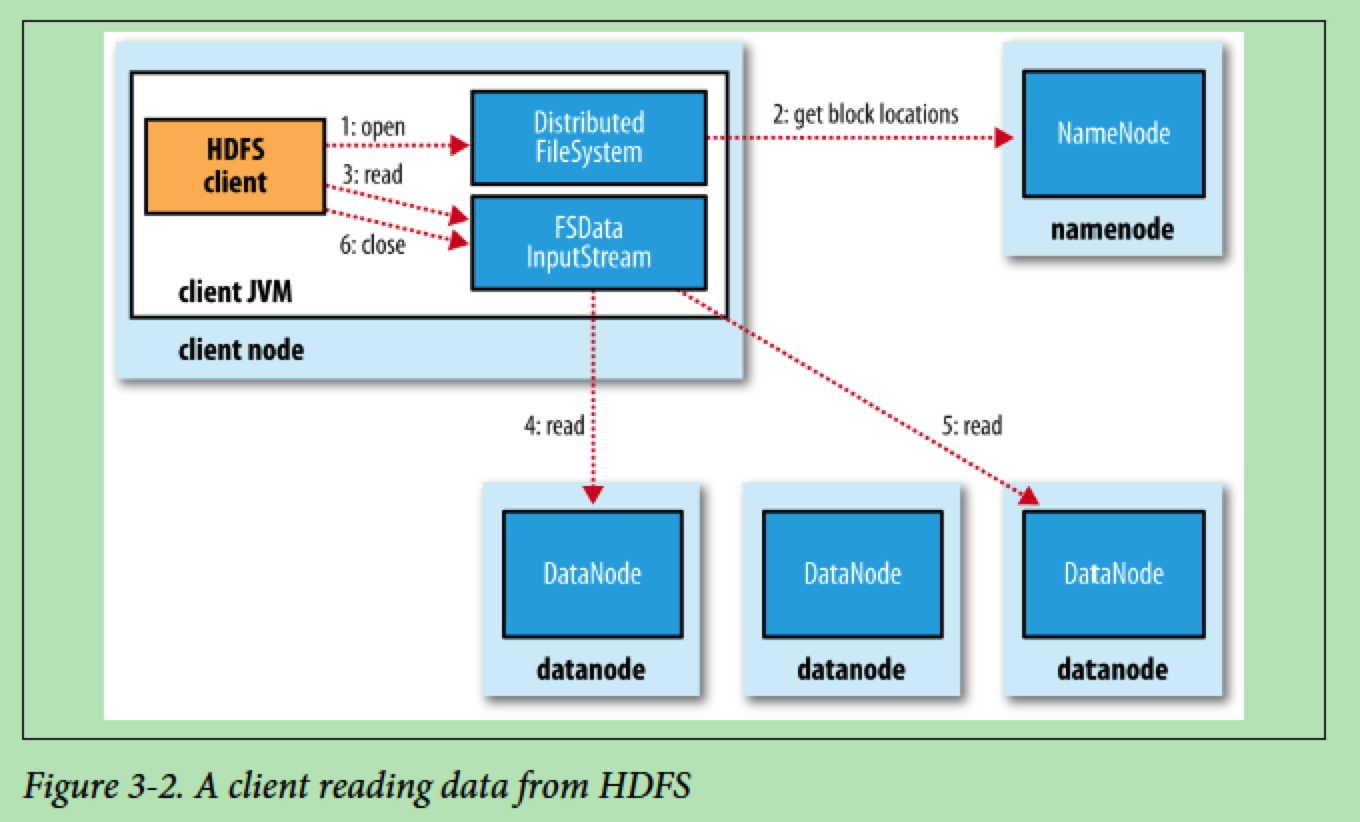 HDFS
client
1: open
3: read
6: close
Distributed
FileSystem
FSData
InputStream
client JVM
client node
2: get block locations
NameNode
namenode
4: read
5: read
DataNode
datanode
DataNode
datanode
DataNode
datanode
Figure 3-2. A client reading data from HDFS